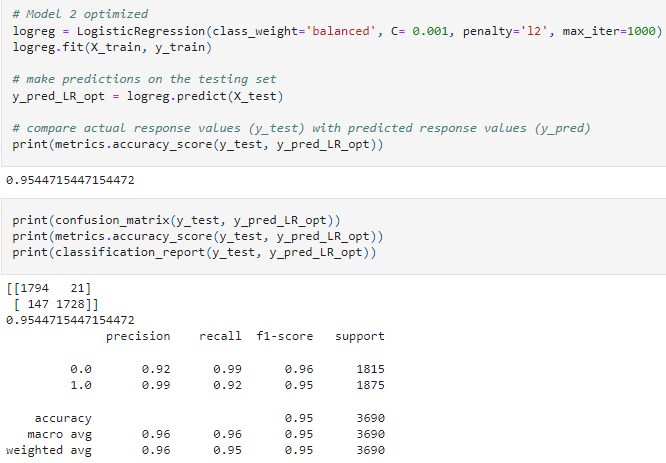 # Model 2 optimized
logreg = LogisticRegression(class_weight='balanced', C= 0.001, penalty='l2', max_iter=1000)
logreg.fit(X_train, y_train)
# make predictions on the testing set
y_pred_LR_opt = logreg.predict(X_test)
# compare actual response values (y_test) with predicted response values (y_pred)
print(metrics.accuracy_score(y_test, y_pred_LR_opt))
0.9544715447154472
print(confusion_matrix(y_test, y_pred_LR_opt))
print(metrics.accuracy_score(y_test, y_pred_LR_opt))
print(classification_report(y_test, y_pred_LR_opt))
[[1794   21]
 [ 147 1728]]
0.9544715447154472
              precision    recall  f1-score   support
         0.0       0.92      0.99      0.96      1815
         1.0       0.99      0.92      0.95      1875
    accuracy                           0.95      3690
   macro avg       0.96      0.96      0.95      3690
weighted avg       0.96      0.95      0.95      3690